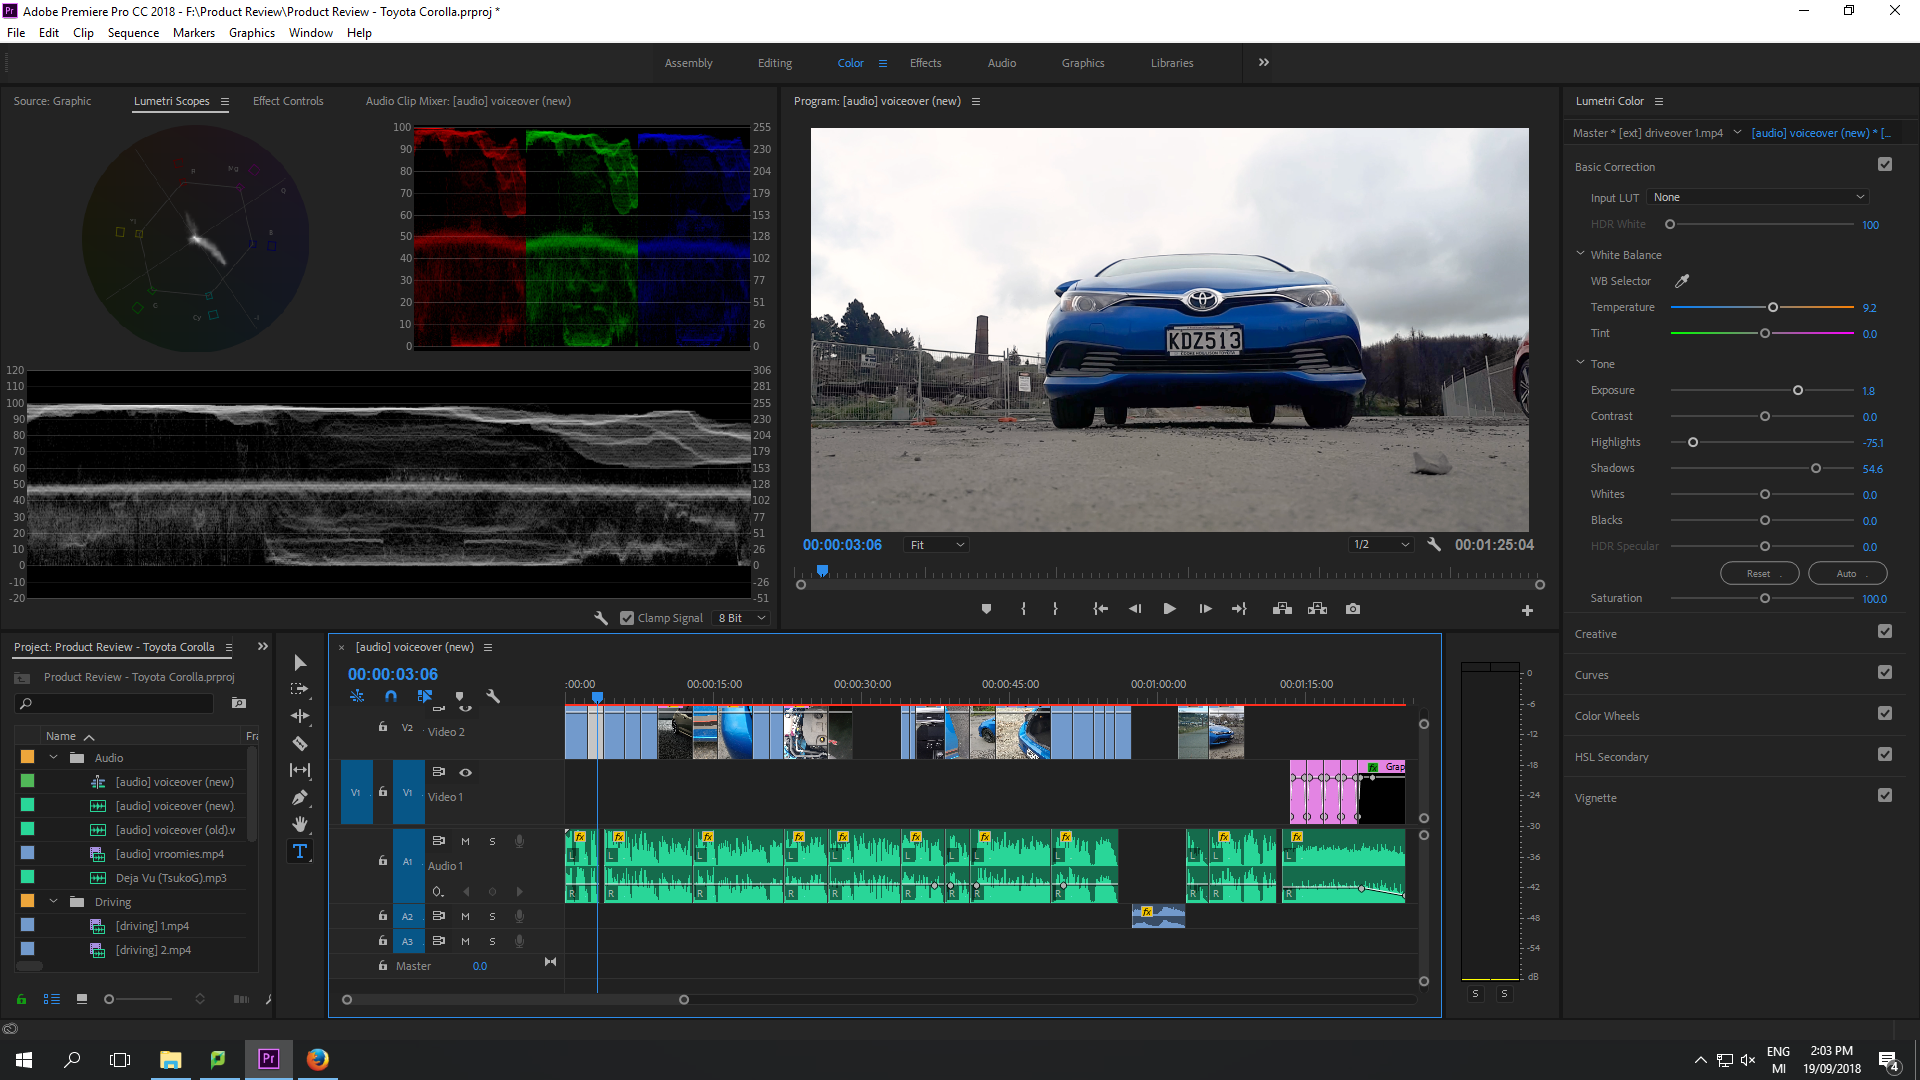 Adobe Premiere Pro CC 2018 - F:\Product Review\Product Review - Toyota Corolla.prproj *
File Edit Clip Sequence Markers Graphics Window Help
Assembly Editing Color Effects Audio Graphics Libraries
Source: Graphic Lumetri Scopes Effect Controls Audio Clip Mixer: [audio] voiceover (new)
Program: [audio] voiceover (new)
Lumetri Color
Master * [ext] driveover 1.mp4 [audio] voiceover (new) * [...
Basic Correction
Input LUT None
HDR White 100
White Balance
WB Selector
Temperature 9.2
Tint 0.0
Tone
Exposure 1.8
Contrast 0.0
Highlights -75.1
Shadows 54.6
Whites 0.0
Blacks 0.0
HDR Specular 0.0
Reset Auto
Saturation 100.0
Creative
Curves
Color Wheels
HSL Secondary
Vignette
100 255
90 230
80 204
70 179
60 153
50 128
40 102
30 77
20 51
10 26
0 0
120 306
110 281
100 255
90 230
80 204
70 179
60 153
50 128
40 102
30 77
20 51
10 26
0 0
-10 -26
-20 -51
Clamp Signal 8 Bit
KDZ513
00:00:03:06 Fit 1/2 00:01:25:04
Project: Product Review - Toyota Corolla
Product Review - Toyota Corolla.prproj
Name Fra
Audio
[audio] voiceover (new)
[audio] voiceover (new).
[audio] voiceover (old).w
[audio] vroomies.mp4
Deja Vu (TsukoG).mp3
Driving
[driving] 1.mp4
[driving] 2.mp4
[audio] voiceover (new)
00:00:03:06
:00:00 00:00:15:00 00:00:30:00 00:00:45:00 00:01:00:00 00:01:15:00
V2 Video 2
V1 V1 Video 1
fx Grap
A1 M S
Audio 1
A2 M S
A3 M S
Master 0.0
0
-6
-12
-18
-24
-30
-36
-42
-48
-54
dB
S S
Pr
ENG
MI
2:03 PM
19/09/2018
4